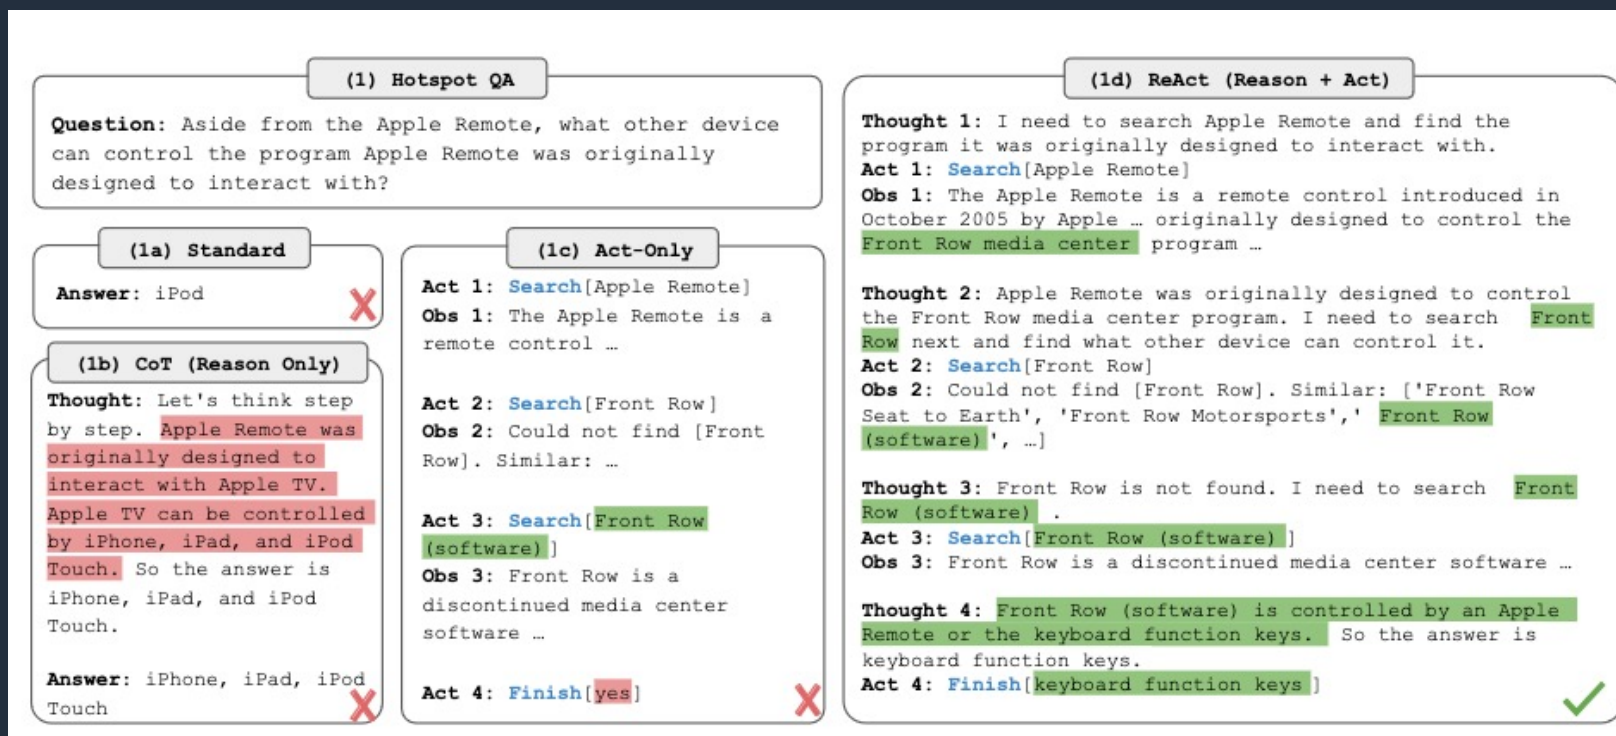 (1) Hotspot QA
Question: Aside from the Apple Remote, what other device
can control the program Apple Remote was originally
designed to interact with?
(1a) Standard
Answer: iPod
(1b) CoT (Reason Only)
Thought: Let's think step
by step. Apple Remote was
originally designed to
interact with Apple TV.
Apple TV can be controlled
by iPhone, iPad, and iPod
Touch. So the answer is
iPhone, iPad, and iPod
Touch.
Answer: iPhone, iPad, iPod
Touch
(1c) Act-Only
Act 1: Search[Apple Remote]
Obs 1: The Apple Remote is a
remote control …
Act 2: Search[Front Row]
Obs 2: Could not find [Front
Row]. Similar: …
Act 3: Search[Front Row
(software)]
Obs 3: Front Row is a
discontinued media center
software …
Act 4: Finish[yes]
(1d) ReAct (Reason + Act)
Thought 1: I need to search Apple Remote and find the
program it was originally designed to interact with.
Act 1: Search[Apple Remote]
Obs 1: The Apple Remote is a remote control introduced in
October 2005 by Apple … originally designed to control the
Front Row media center program …
Thought 2: Apple Remote was originally designed to control
the Front Row media center program. I need to search Front
Row next and find what other device can control it.
Act 2: Search[Front Row]
Obs 2: Could not find [Front Row]. Similar: ['Front Row
Seat to Earth', 'Front Row Motorsports',' Front Row
(software)', …]
Thought 3: Front Row is not found. I need to search Front
Row (software) .
Act 3: Search[Front Row (software)]
Obs 3: Front Row is a discontinued media center software …
Thought 4: Front Row (software) is controlled by an Apple
Remote or the keyboard function keys. So the answer is
keyboard function keys.
Act 4: Finish[keyboard function keys]